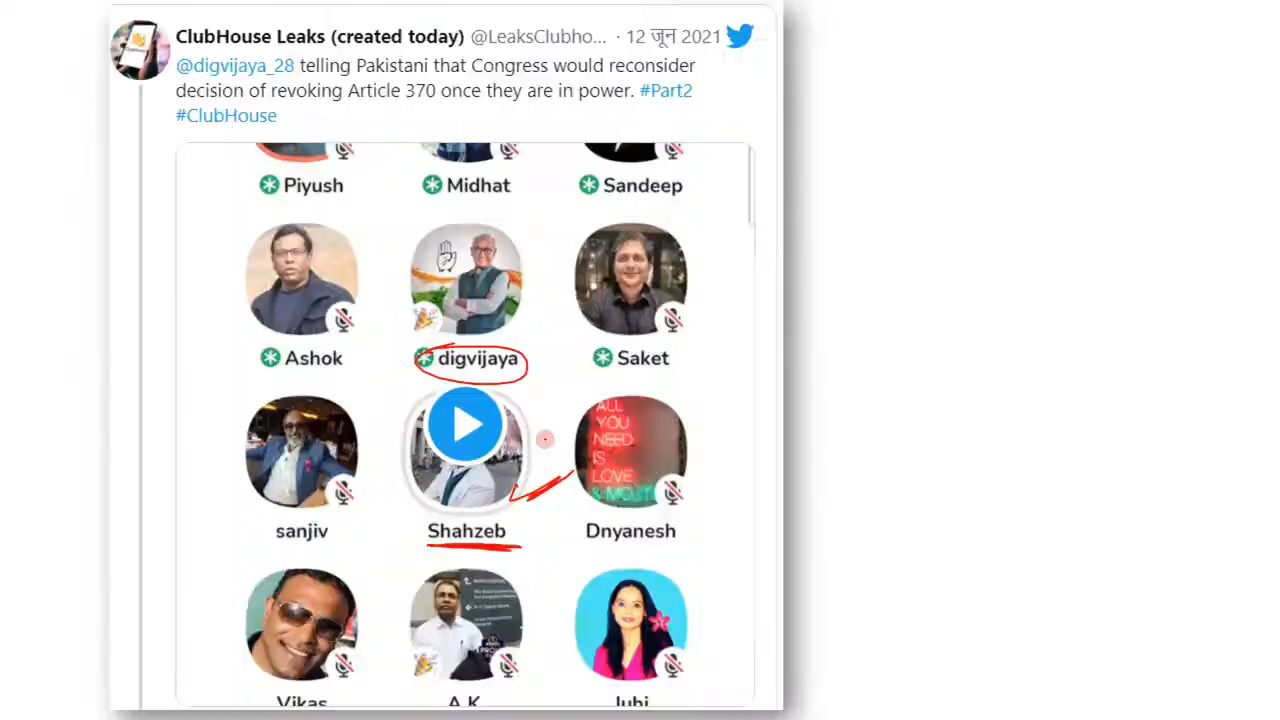 ClubHouse Leaks (created today) @LeaksClubho... · 12 जून 2021
@digvijaya_28 telling Pakistani that Congress would reconsider
decision of revoking Article 370 once they are in power. #Part2
#ClubHouse
Piyush Midhat Sandeep
Ashok digvijaya Saket
ALL
YOU
NEED
IS
LOVE
sanjiv Shahzeb Dnyanesh
Vikas A.K. Juhi